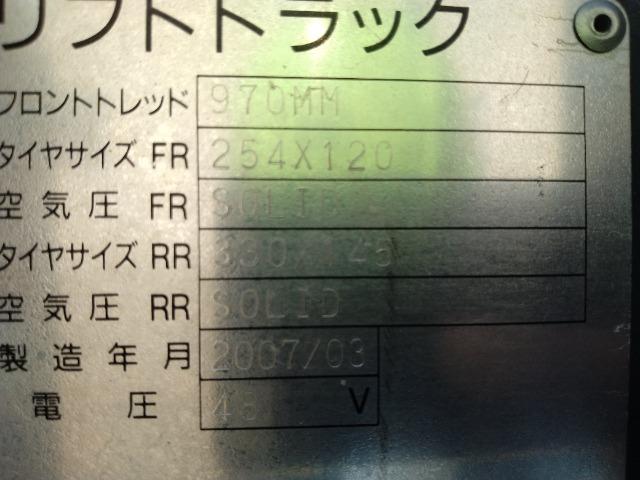 リフトトラック
フロントトレッド 970MM
タイヤサイズ FR 254X120
空気圧 FR SOLID
タイヤサイズ RR 330X145
空気圧 RR SOLID
製造年月 2007/03
電圧 48 V